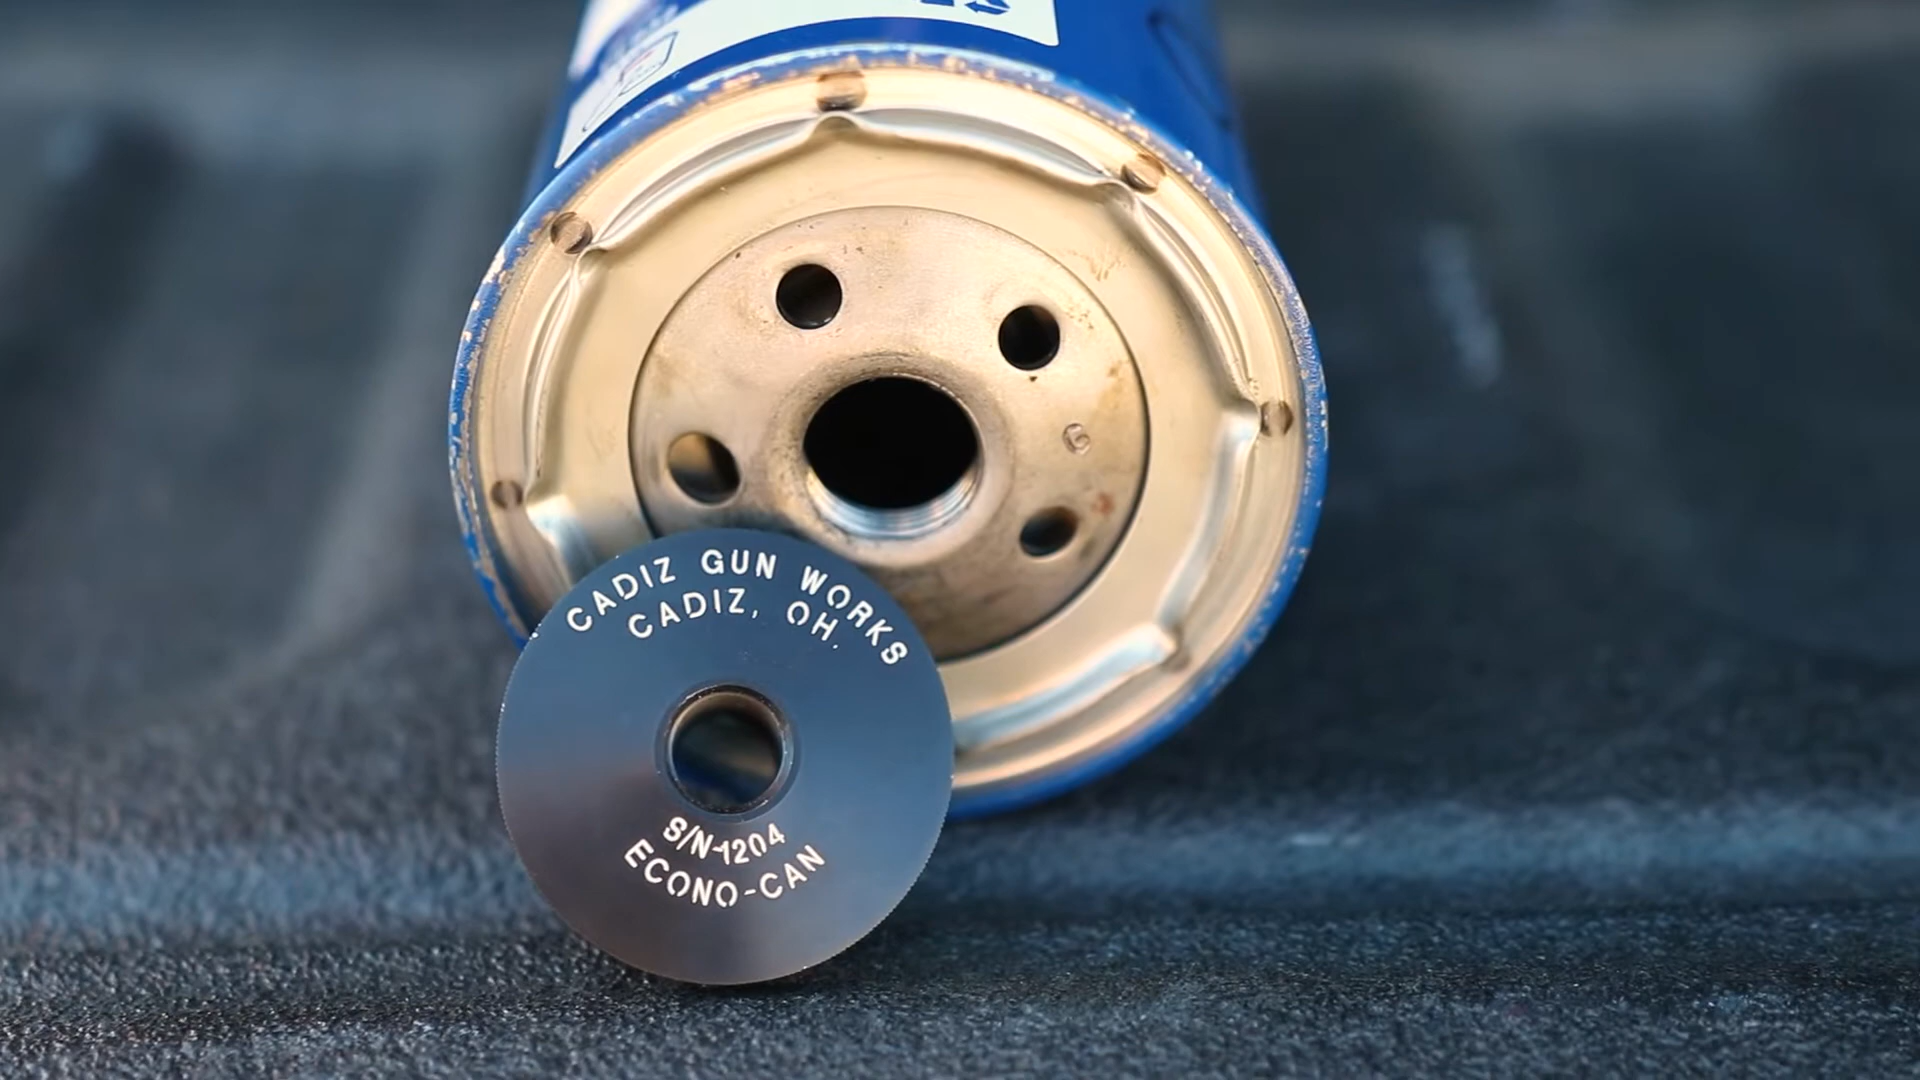 CADIZ GUN WORKS
CADIZ, OH.
S/N-1204
ECONO-CAN